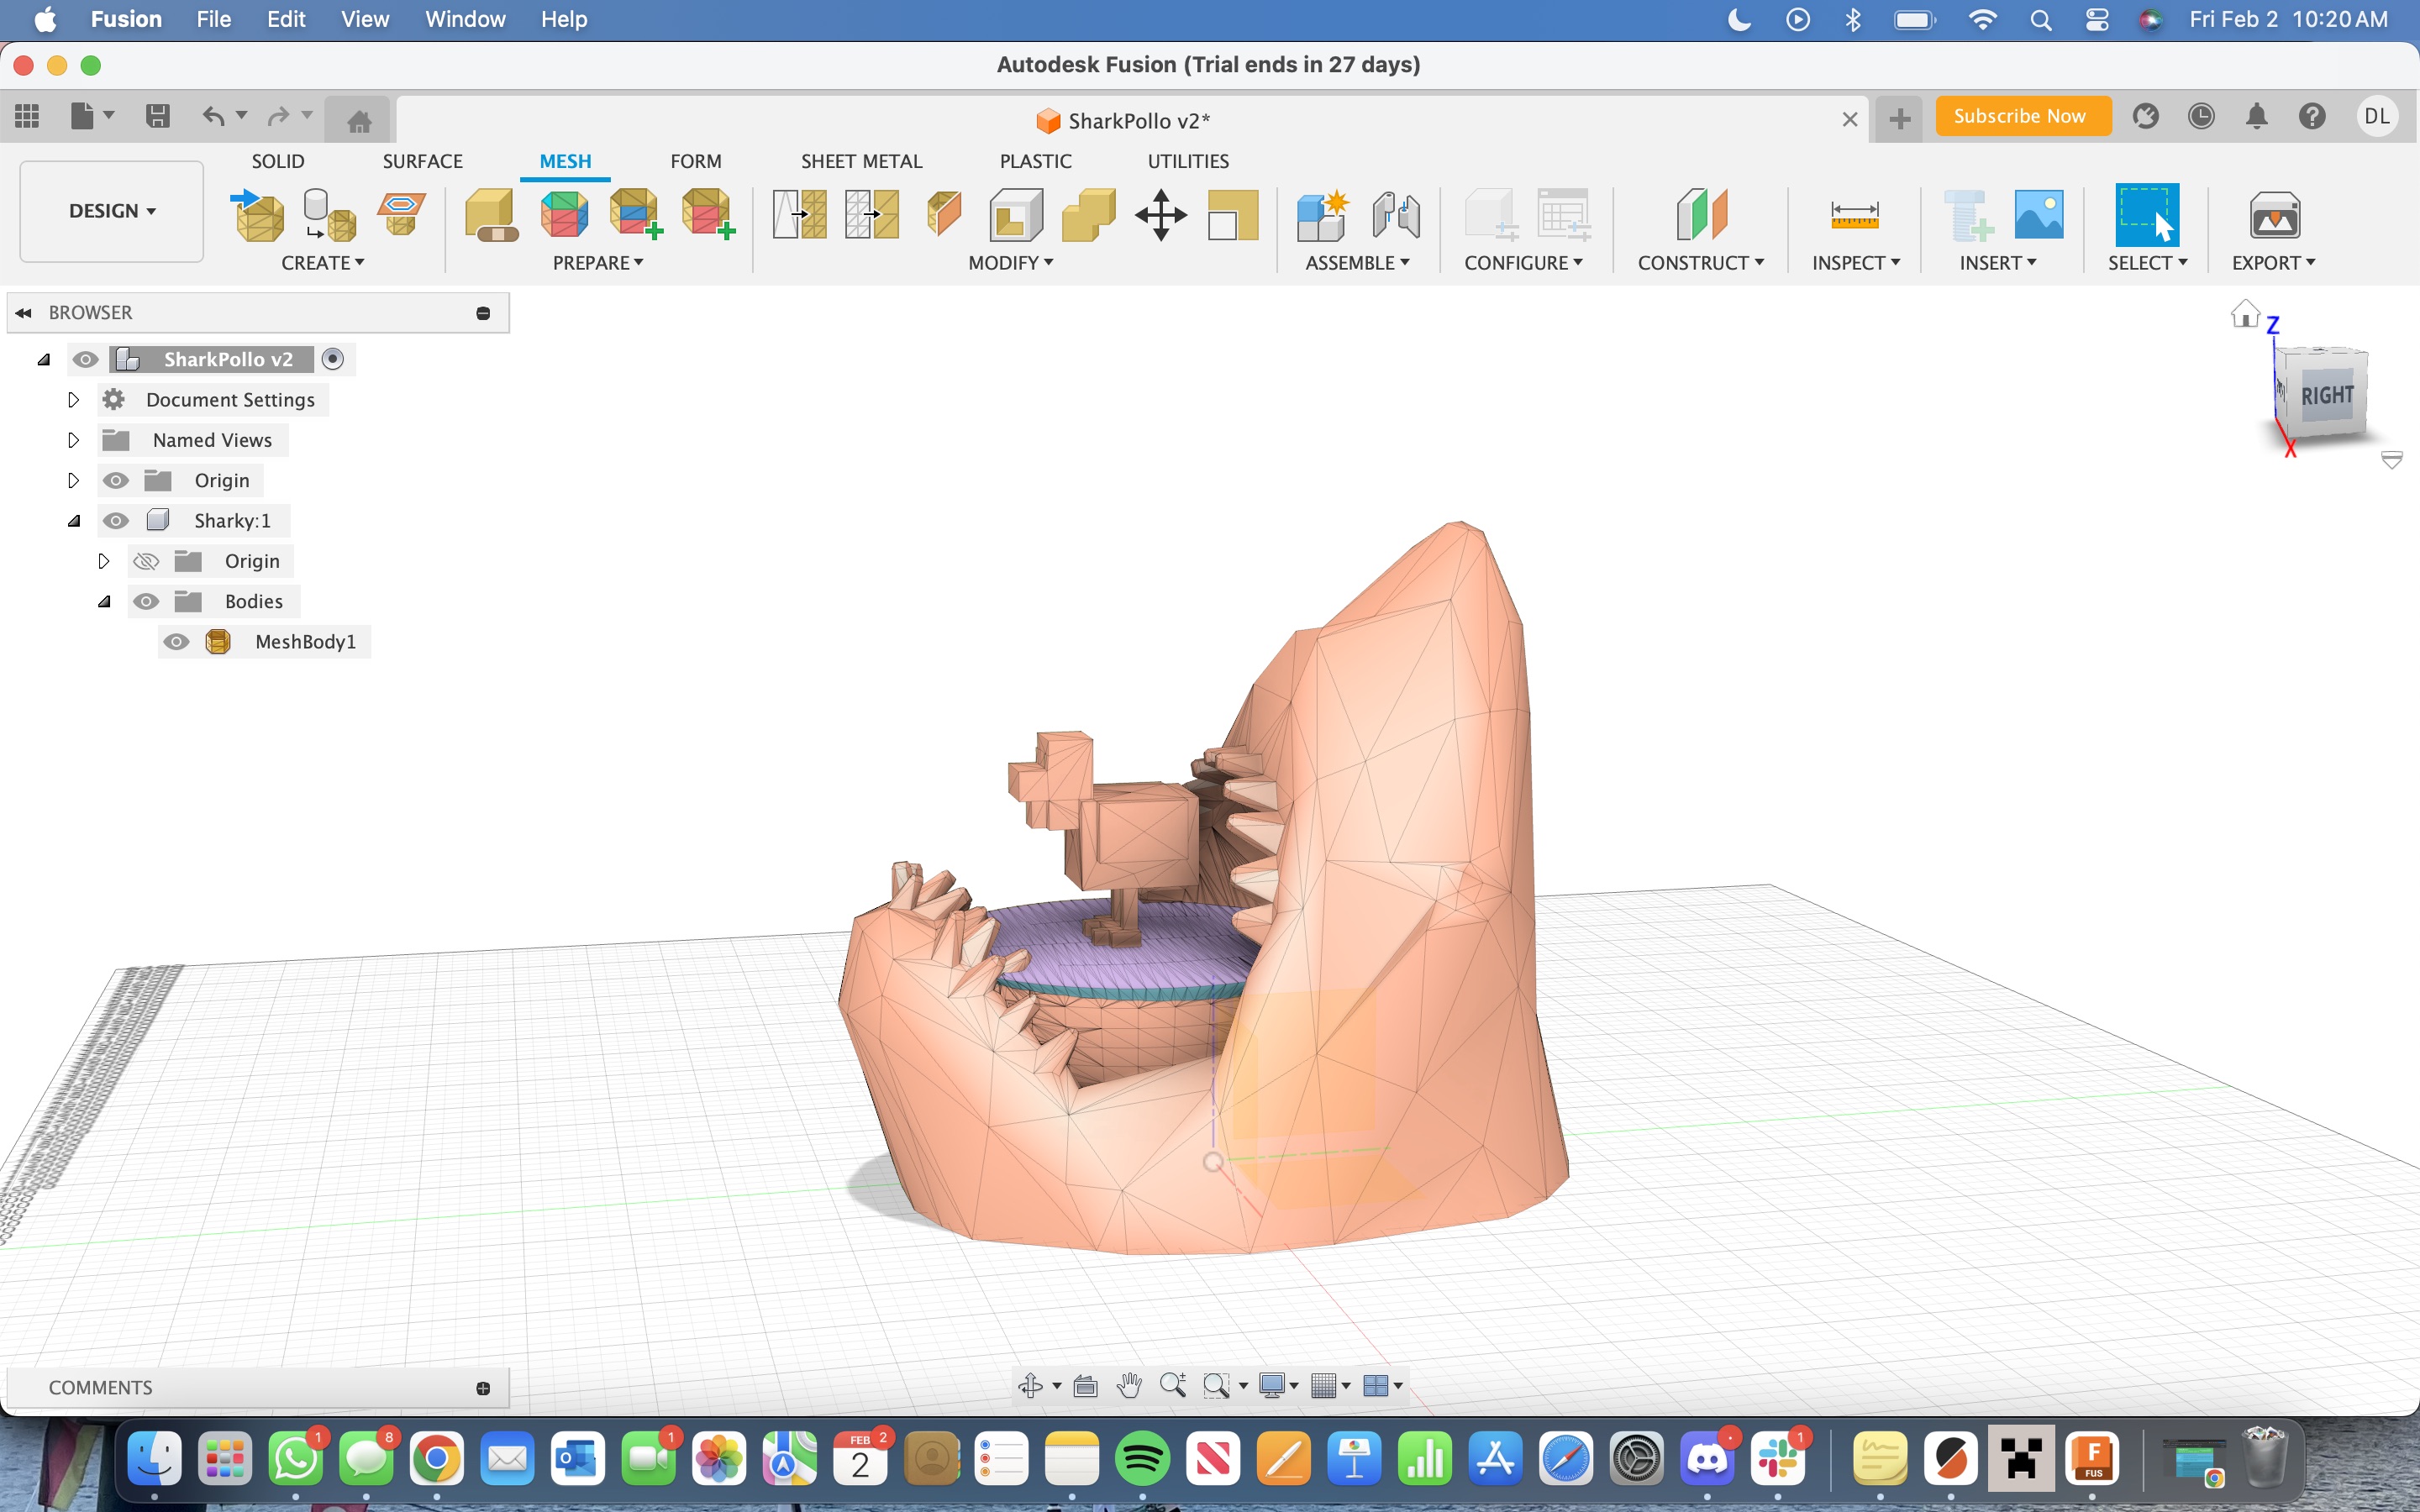 Fusion File Edit View Window Help Fri Feb 2 10:20 AM
Autodesk Fusion (Trial ends in 27 days)
SharkPollo v2* Subscribe Now DL
SOLID SURFACE MESH FORM SHEET METAL PLASTIC UTILITIES
DESIGN
CREATE PREPARE MODIFY ASSEMBLE CONFIGURE CONSTRUCT INSPECT INSERT SELECT EXPORT
BROWSER
Z
SharkPollo v2
Document Settings
RIGHT
Named Views
X
Origin
Sharky:1
Origin
Bodies
MeshBody1
COMMENTS
1 8 1 FEB 2 1
2
F
FUS